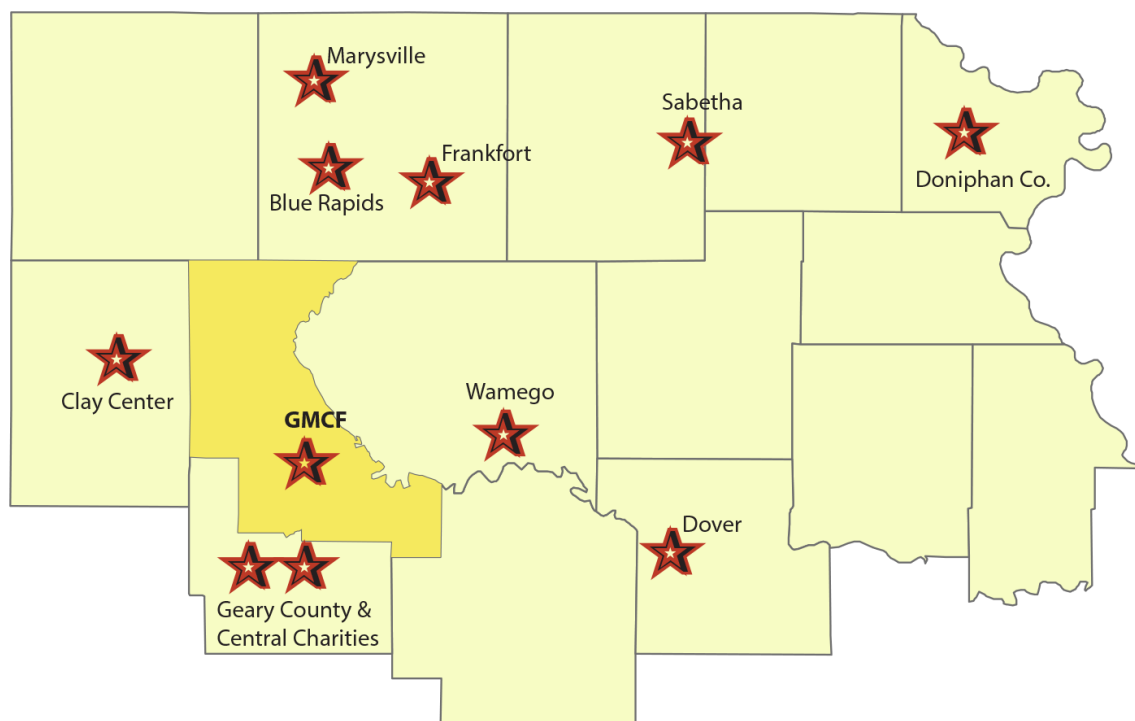 Marysville
Sabetha
Frankfort
Doniphan Co.
Blue Rapids
Wamego
Clay Center
GMCF
Dover
Geary County &
Central Charities